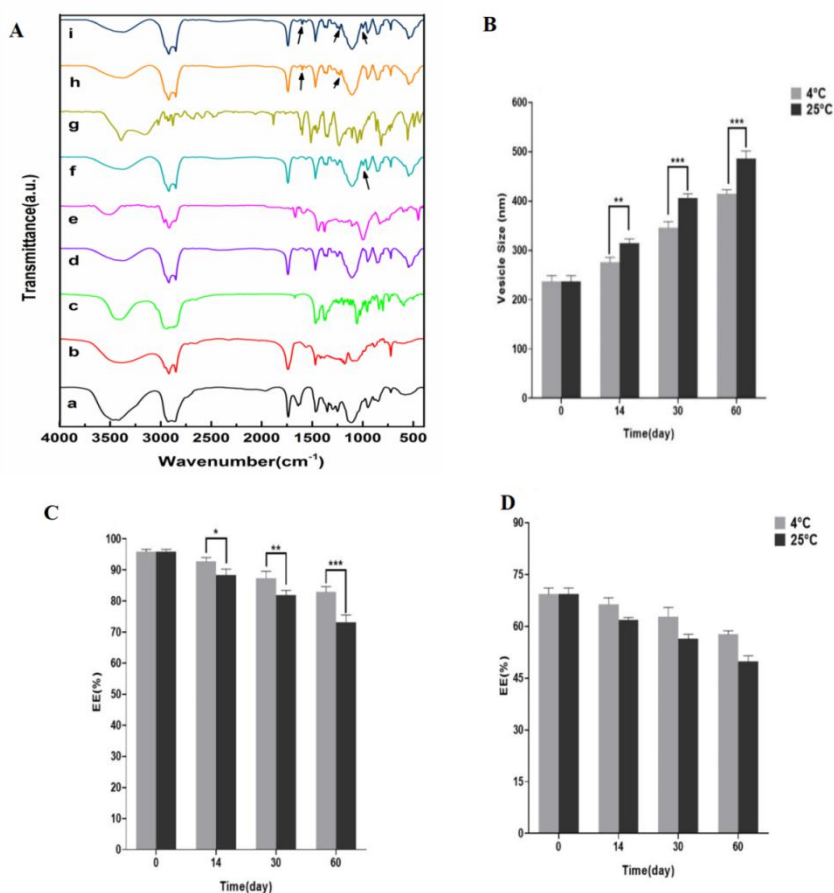 A
i
h
g
f
e
d
c
b
a
Transmittance(a.u.)
4000 3500 3000 2500 2000 1500 1000 500
Wavenumber(cm-1)
B
4°C
25°C
600
500
400
300
200
100
0
Vesicle Size (nm)
**
***
***
0 14 30 60
Time(day)
C
100
90
80
70
60
50
40
30
20
10
0
EE(%)
*
**
***
0 14 30 60
Time(day)
D
4°C
25°C
90
75
60
45
30
15
0
EE(%)
0 14 30 60
Time(day)